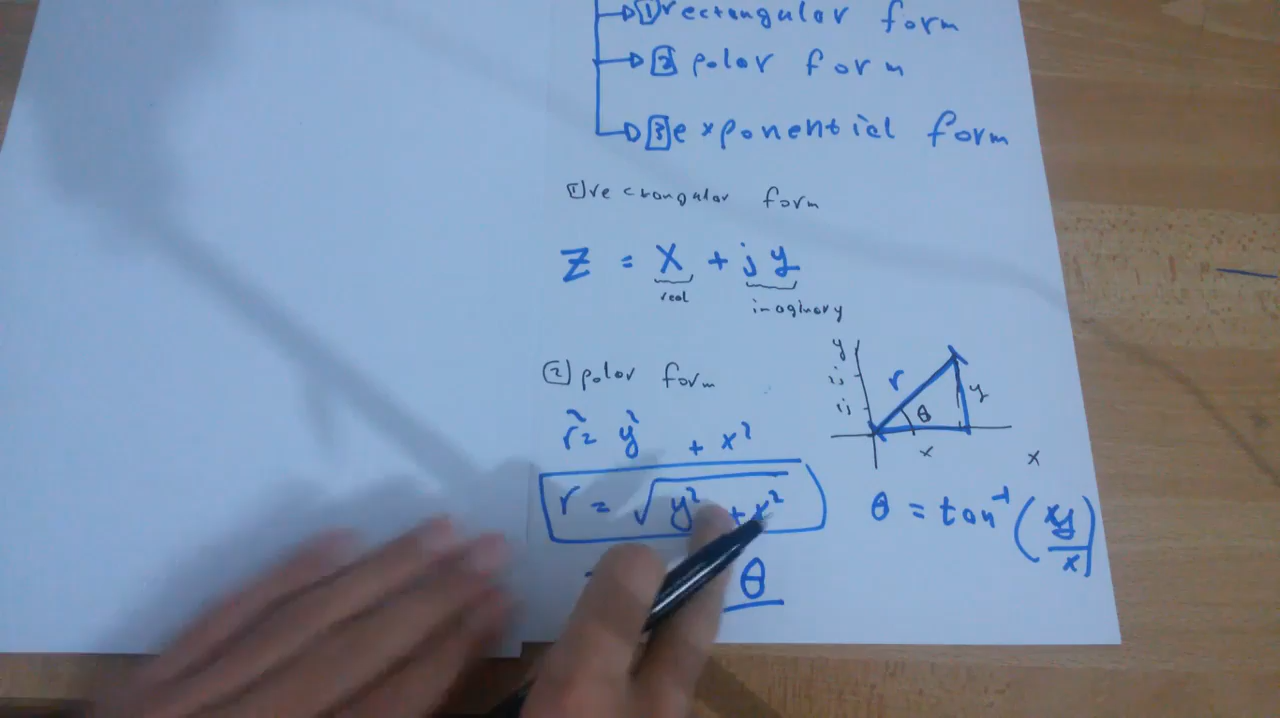 1 rectangular form
2 polar form
3 exponential form
① rectangular form
Z = X + j y
real
imaginary
② polar form
r² = y² + x²
r = √y² + x²
θ
y
r
θ
y
x
x
θ = tan⁻¹ (xy/x)